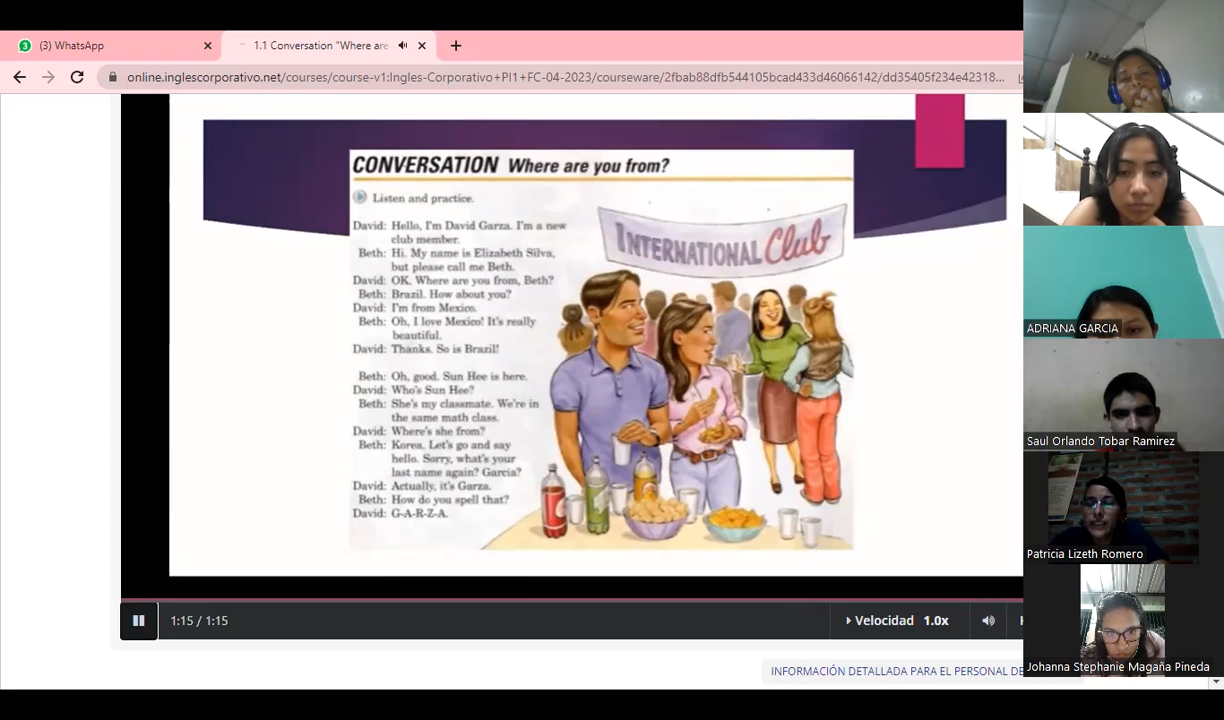 3
(3) WhatsApp
1.1 Conversation "Where are
online.inglescorporativo.net/courses/course-v1:Ingles-Corporativo+PI1+FC-04-2023/courseware/2fbab88dfb544105bcad433d46066142/dd35405f234e42318...
CONVERSATION Where are you from?
Listen and practice.
David: Hello, I'm David Garza. I'm a new
club member.
Beth: Hi. My name is Elizabeth Silva,
but please call me Beth.
David: OK. Where are you from, Beth?
Beth: Brazil. How about you?
David: I'm from Mexico.
Beth: Oh, I love Mexico! It's really
beautiful.
David: Thanks. So is Brazil!
Beth: Oh, good. Sun Hee is here.
David: Who's Sun Hee?
Beth: She's my classmate. We're in
the same math class.
David: Where's she from?
Beth: Korea. Let's go and say
hello. Sorry, what's your
last name again? Garcia?
David: Actually, it's Garza.
Beth: How do you spell that?
David: G-A-R-Z-A.
INTERNATIONAL Club
1:15 / 1:15
Velocidad 1.0x
INFORMACIÓN DETALLADA PARA EL PERSONAL DE
ADRIANA GARCIA
Saul Orlando Tobar Ramirez
Patricia Lizeth Romero
Johanna Stephanie Magaña Pineda